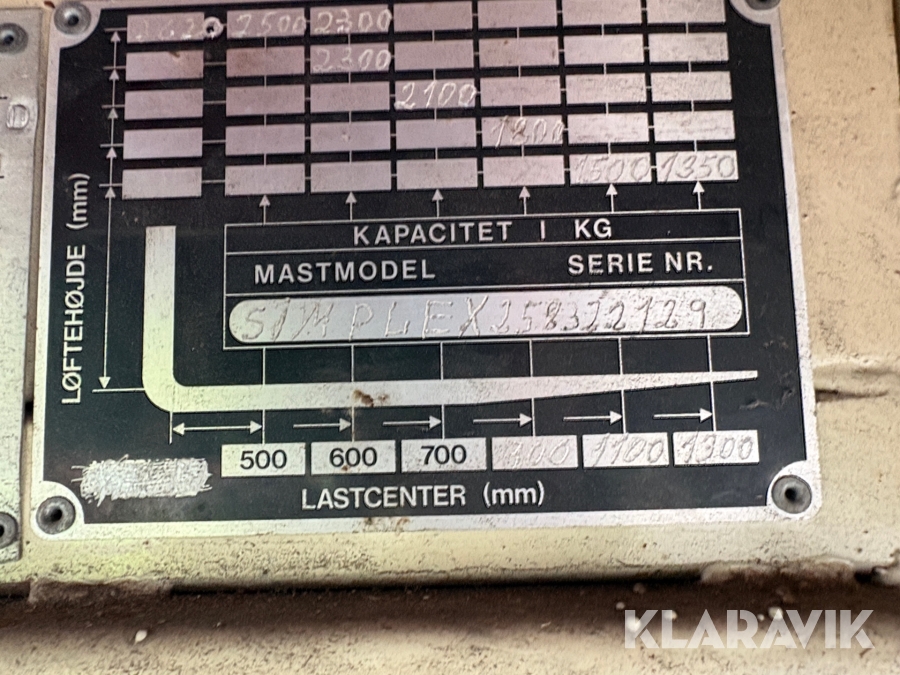 2500 2300
2300
2100
1800
1500 1350
KAPACITET I KG
MASTMODEL SERIE NR.
SIMPLEX 258322129
LØFTEHØJDE (mm)
500 600 700 1100 1300
LASTCENTER (mm)
KLARAVIK